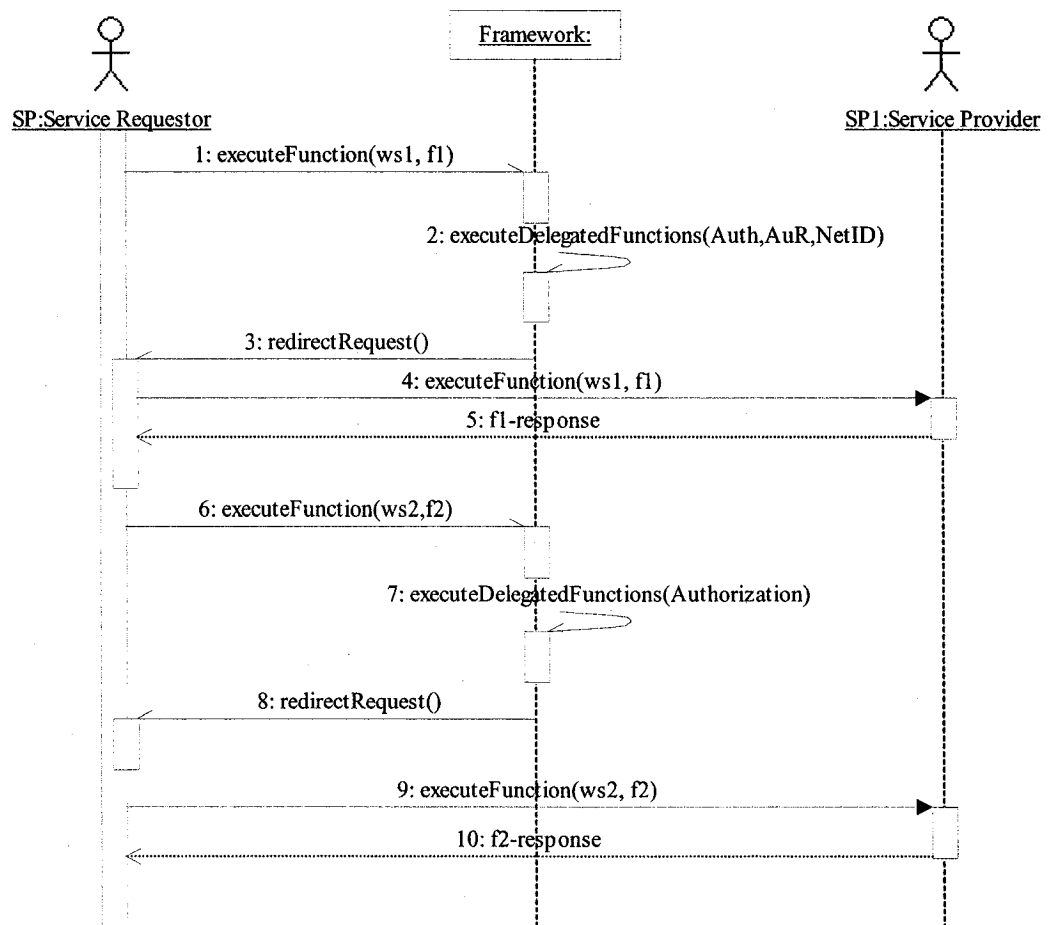 Framework:
SP:Service Requestor
SP1:Service Provider
1: executeFunction(ws1, f1)
2: executeDelegatedFunctions(Auth,AuR,NetID)
3: redirectRequest()
4: executeFunction(ws1, f1)
5: f1-response
6: executeFunction(ws2,f2)
7: executeDelegatedFunctions(Authorization)
8: redirectRequest()
9: executeFunction(ws2, f2)
10: f2-response